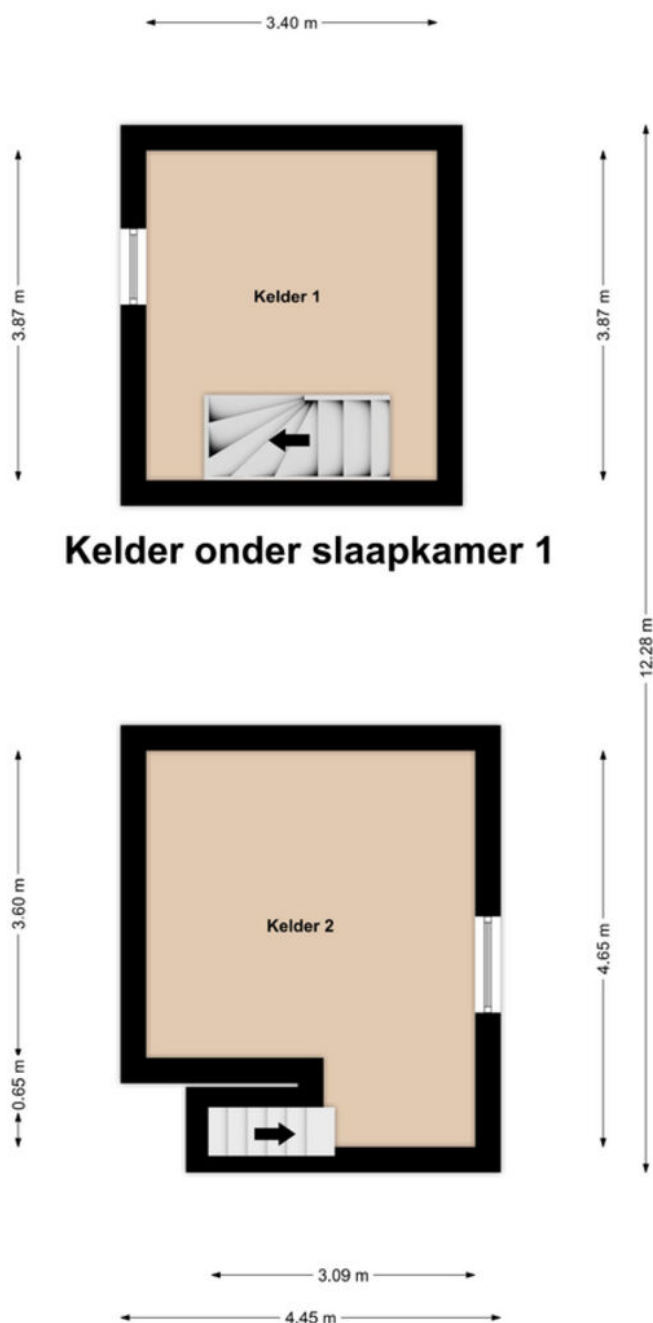 3.40 m
3.87 m
Kelder 1
3.87 m
Kelder onder slaapkamer 1
12.28 m
3.60 m
Kelder 2
4.65 m
0.65 m
3.09 m
4.45 m